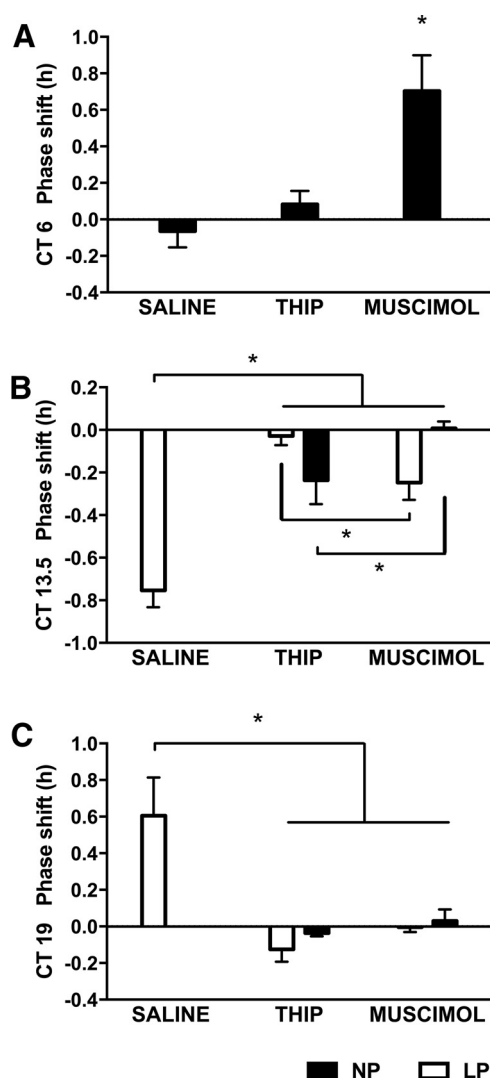 A
CT 6 Phase shift (h)
1.0
0.8
0.6
0.4
0.2
0.0
-0.2
-0.4
*
SALINE THIP MUSCIMOL
B
CT 13.5 Phase shift (h)
0.2
0.0
-0.2
-0.4
-0.6
-0.8
-1.0
*
*
*
SALINE THIP MUSCIMOL
C
CT 19 Phase shift (h)
1.0
0.8
0.6
0.4
0.2
0.0
-0.2
-0.4
*
SALINE THIP MUSCIMOL
NP LP